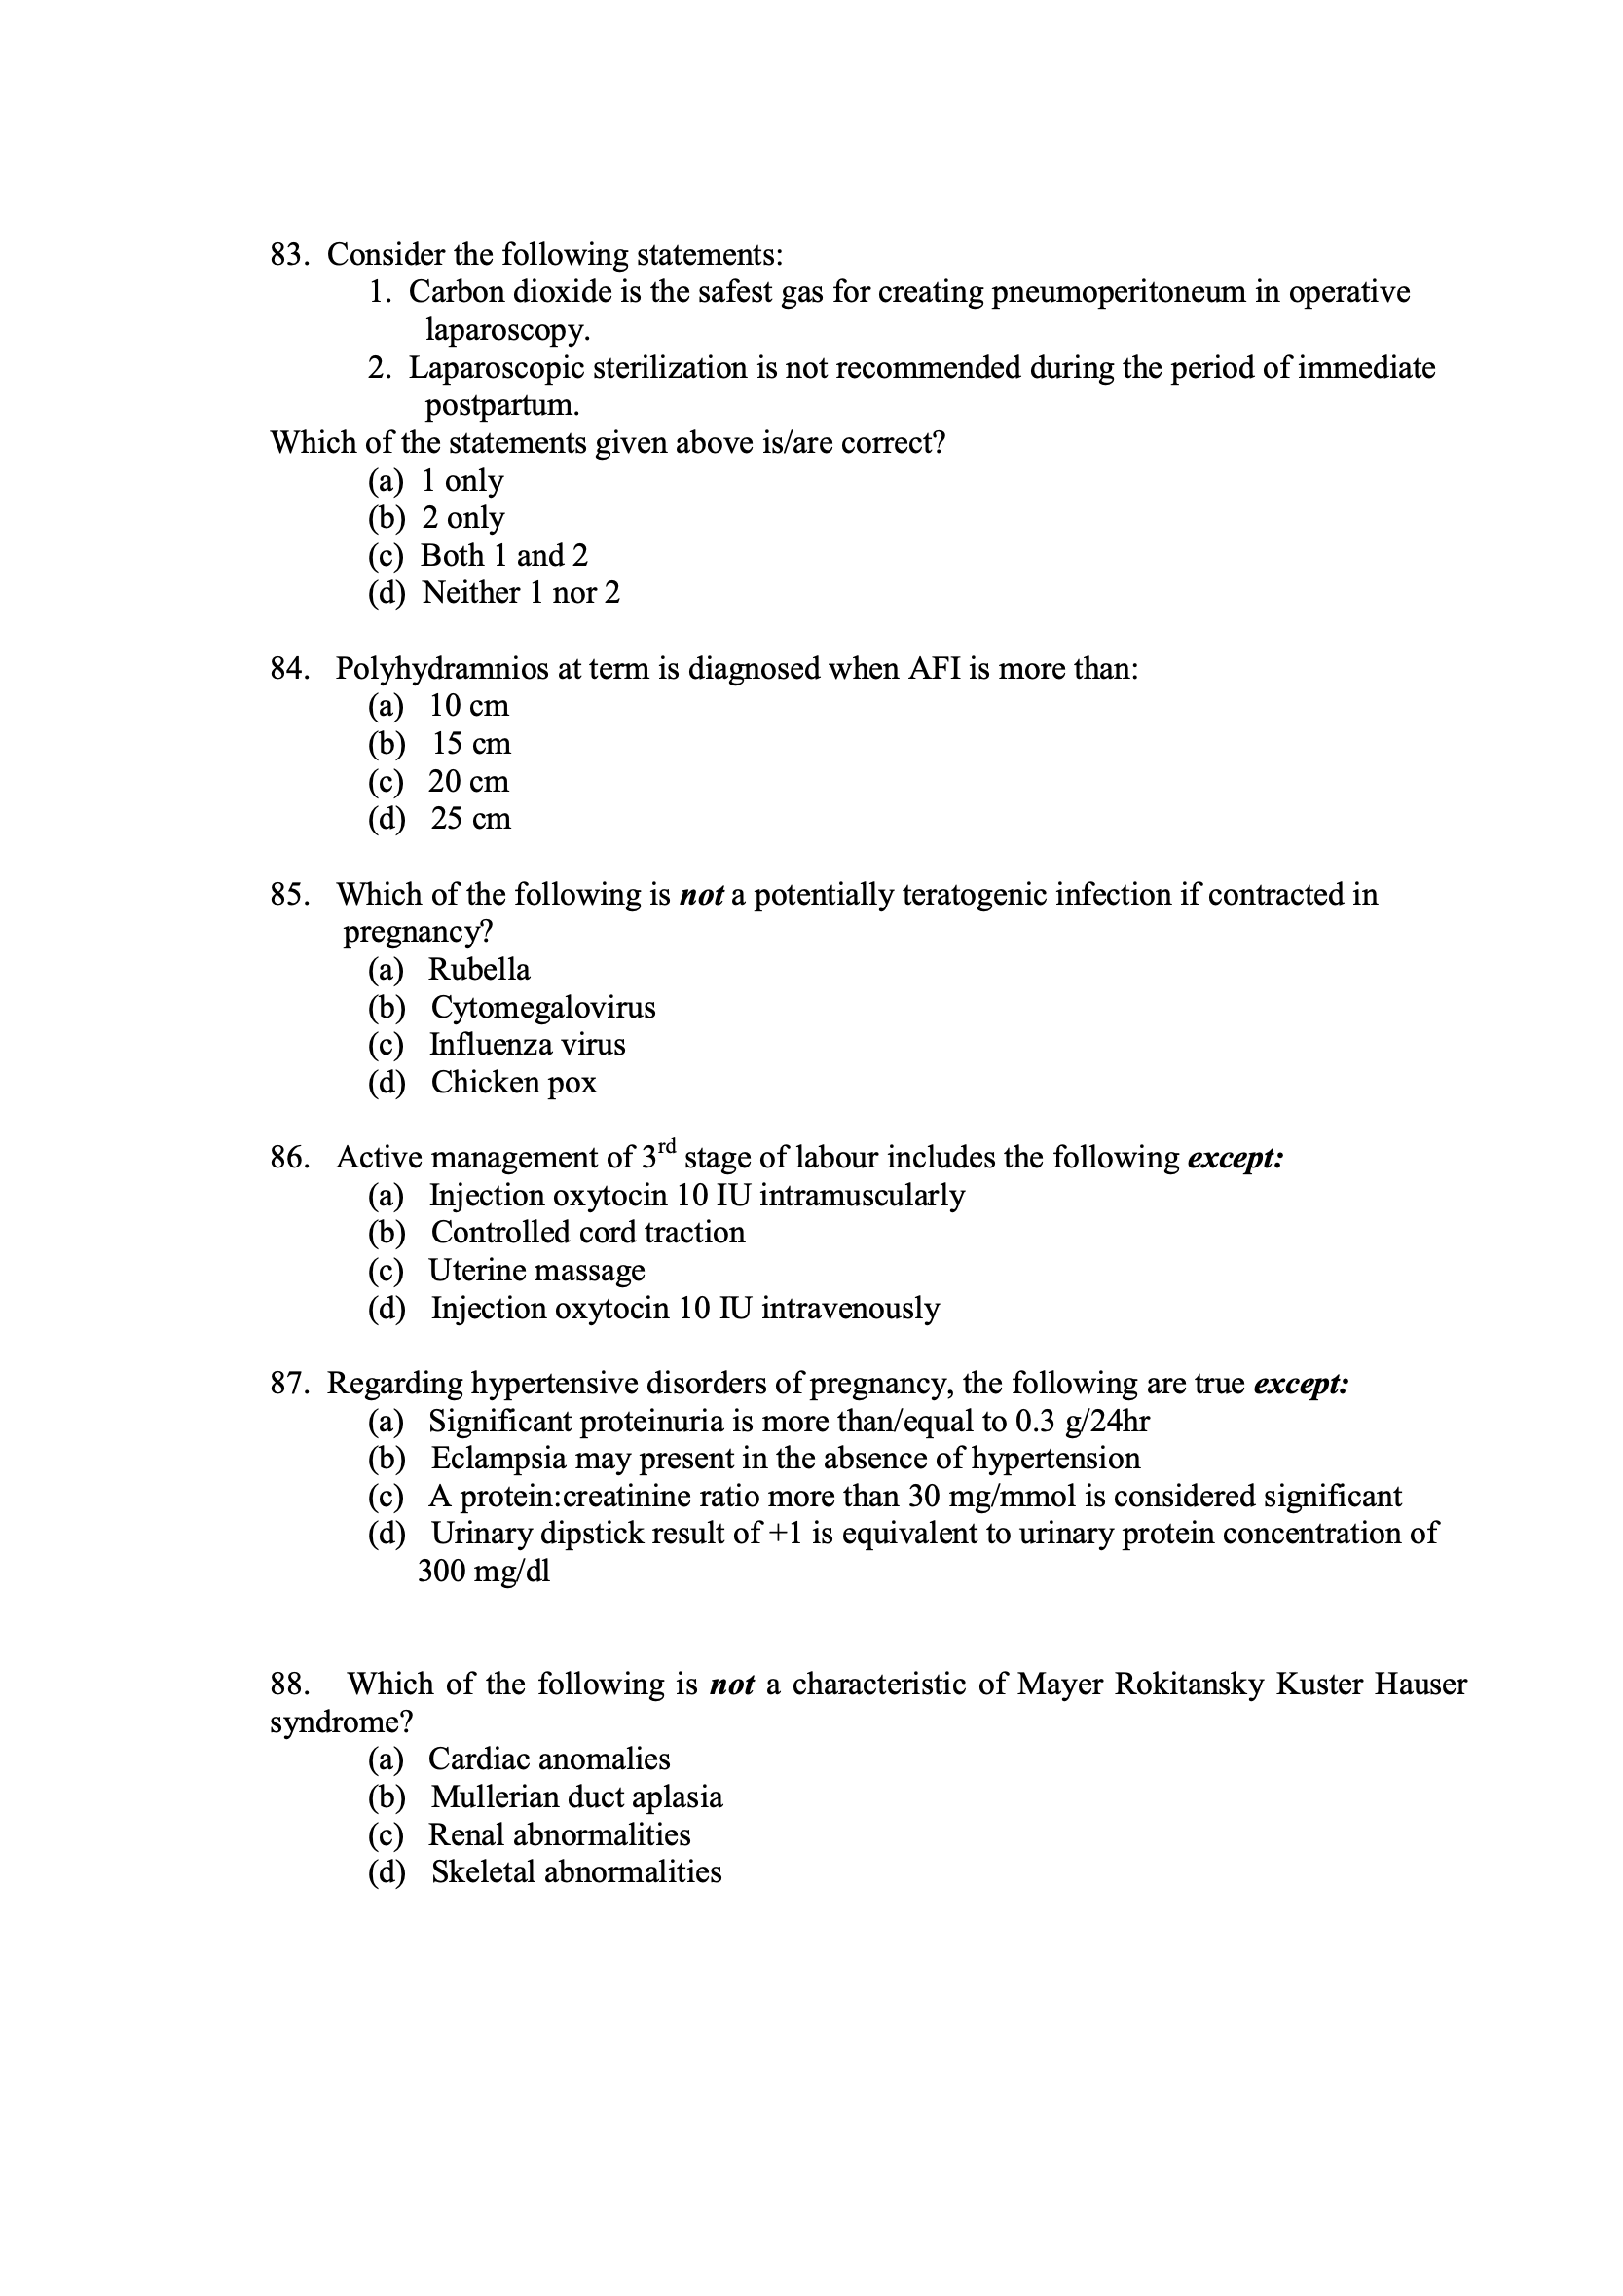 83. Consider the following statements:
1. Carbon dioxide is the safest gas for creating pneumoperitoneum in operative
laparoscopy.
2. Laparoscopic sterilization is not recommended during the period of immediate
postpartum.
Which of the statements given above is/are correct?
(a) 1 only
(b) 2 only
(c) Both 1 and 2
(d) Neither 1 nor 2
84. Polyhydramnios at term is diagnosed when AFI is more than:
(a) 10 cm
(b) 15 cm
(c) 20 cm
(d) 25 cm
85. Which of the following is not a potentially teratogenic infection if contracted in
pregnancy?
(a) Rubella
(b) Cytomegalovirus
(c) Influenza virus
(d) Chicken pox
86. Active management of 3rd stage of labour includes the following except:
(a) Injection oxytocin 10 IU intramuscularly
(b) Controlled cord traction
(c) Uterine massage
(d) Injection oxytocin 10 IU intravenously
87. Regarding hypertensive disorders of pregnancy, the following are true except:
(a) Significant proteinuria is more than/equal to 0.3 g/24hr
(b) Eclampsia may present in the absence of hypertension
(c) A protein:creatinine ratio more than 30 mg/mmol is considered significant
(d) Urinary dipstick result of +1 is equivalent to urinary protein concentration of
300 mg/dl
88. Which of the following is not a characteristic of Mayer Rokitansky Kuster Hauser
syndrome?
(a) Cardiac anomalies
(b) Mullerian duct aplasia
(c) Renal abnormalities
(d) Skeletal abnormalities